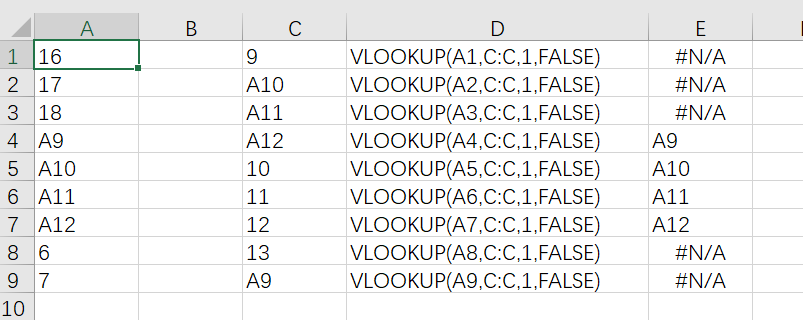 A B C D E
1 16 9 VLOOKUP(A1,C:C,1,FALSE) #N/A
2 17 A10 VLOOKUP(A2,C:C,1,FALSE) #N/A
3 18 A11 VLOOKUP(A3,C:C,1,FALSE) #N/A
4 A9 A12 VLOOKUP(A4,C:C,1,FALSE) A9
5 A10 10 VLOOKUP(A5,C:C,1,FALSE) A10
6 A11 11 VLOOKUP(A6,C:C,1,FALSE) A11
7 A12 12 VLOOKUP(A7,C:C,1,FALSE) A12
8 6 13 VLOOKUP(A8,C:C,1,FALSE) #N/A
9 7 A9 VLOOKUP(A9,C:C,1,FALSE) #N/A
10